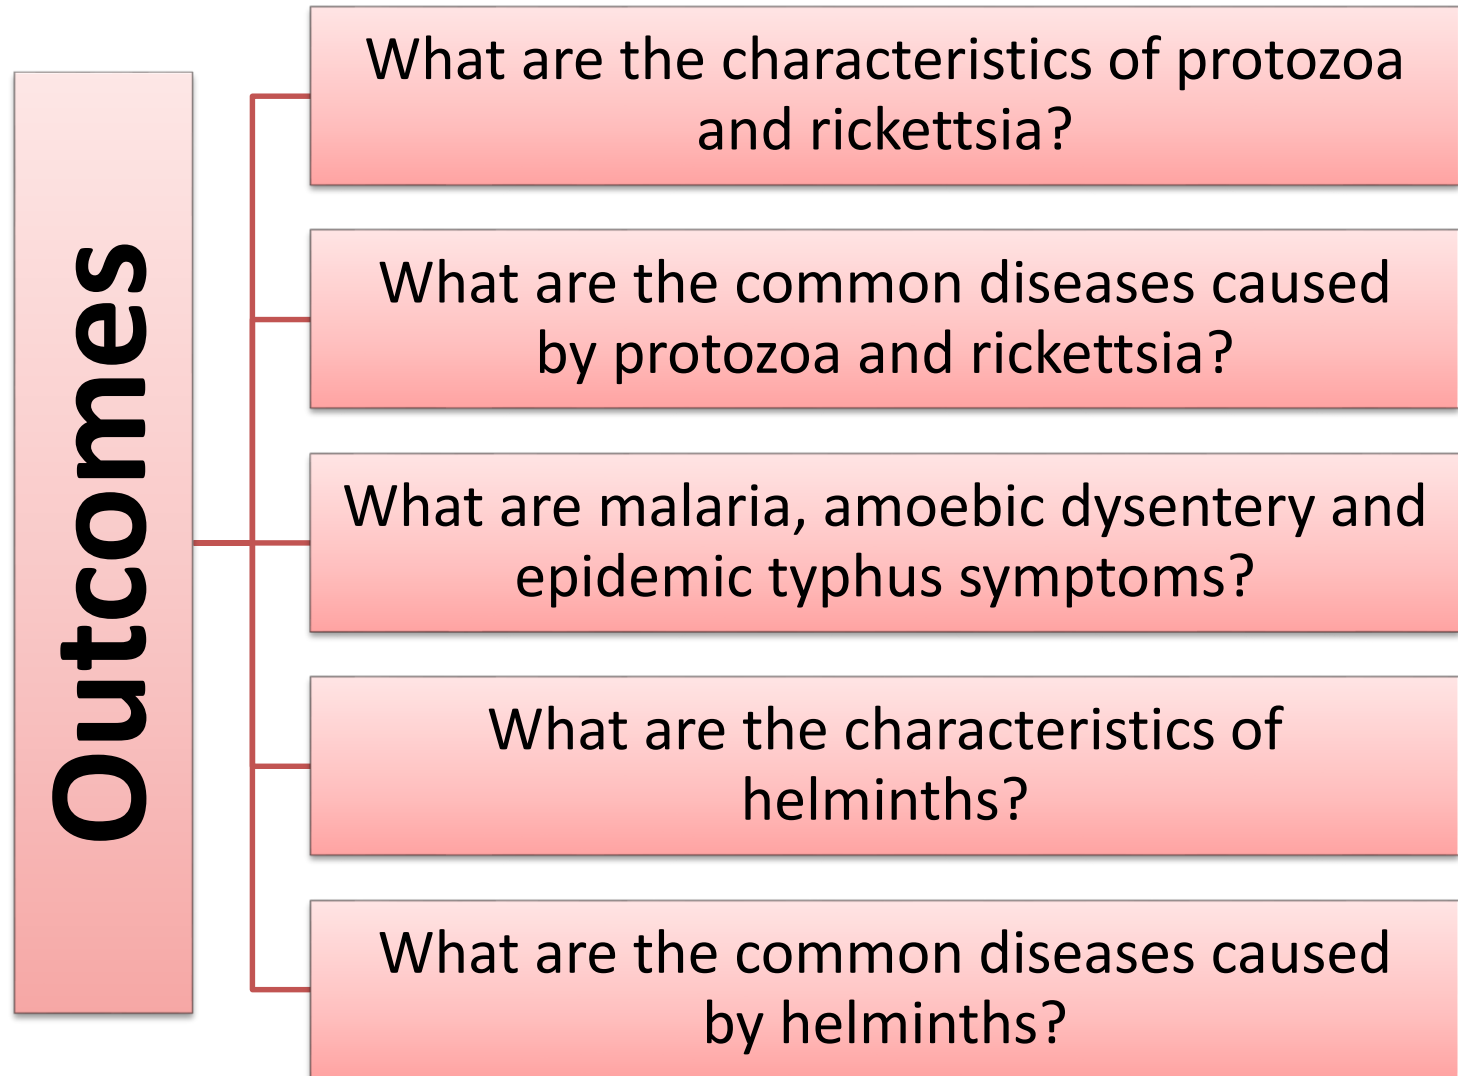 Outcomes
What are the characteristics of protozoa
and rickettsia?
What are the common diseases caused
by protozoa and rickettsia?
What are malaria, amoebic dysentery and
epidemic typhus symptoms?
What are the characteristics of
helminths?
What are the common diseases caused
by helminths?